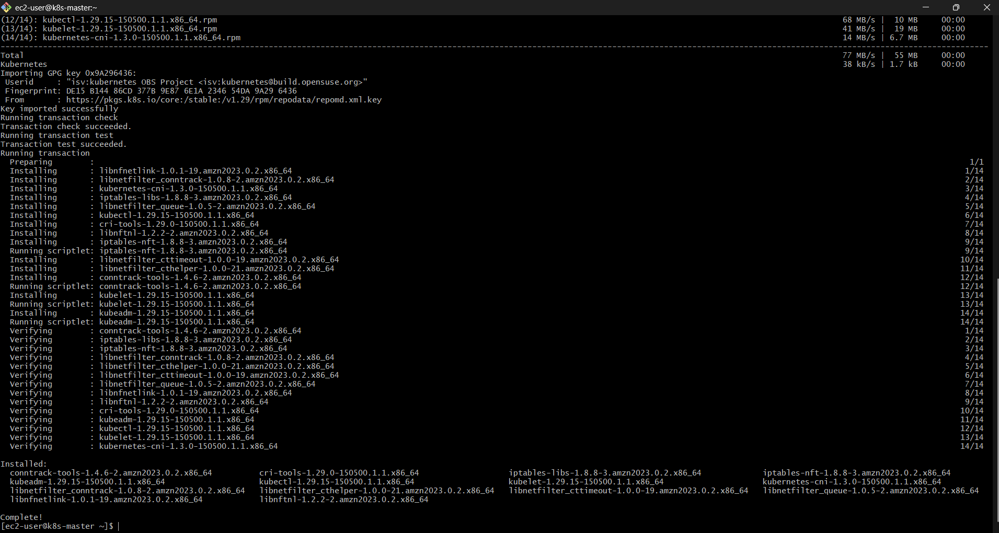 ec2-user@k8s-master:~
(12/14): kubectl-1.29.15-150500.1.1.x86_64.rpm 68 MB/s | 10 MB 00:00
(13/14): kubelet-1.29.15-150500.1.1.x86_64.rpm 41 MB/s | 19 MB 00:00
(14/14): kubernetes-cni-1.3.0-150500.1.1.x86_64.rpm 14 MB/s | 6.7 MB 00:00
--------------------------------------------------------------------------------
Total 77 MB/s | 55 MB 00:00
Kubernetes 38 kB/s | 1.7 kB 00:00
Importing GPG key 0x9A296436:
Userid : "isv:kubernetes OBS Project <isv:kubernetes@build.opensuse.org>"
Fingerprint: DE15 B144 86CD 377B 9E87 6E1A 2346 54DA 9A29 6436
From : https://pkgs.k8s.io/core:/stable:/v1.29/rpm/repodata/repomd.xml.key
Key imported successfully
Running transaction check
Transaction check succeeded.
Running transaction test
Transaction test succeeded.
Running transaction
Preparing : 1/1
Installing : libnfnetlink-1.0.1-19.amzn2023.0.2.x86_64 1/14
Installing : libnetfilter_conntrack-1.0.8-2.amzn2023.0.2.x86_64 2/14
Installing : kubernetes-cni-1.3.0-150500.1.1.x86_64 3/14
Installing : iptables-libs-1.8.8-3.amzn2023.0.2.x86_64 4/14
Installing : libnetfilter_queue-1.0.5-2.amzn2023.0.2.x86_64 5/14
Installing : kubectl-1.29.15-150500.1.1.x86_64 6/14
Installing : cri-tools-1.29.0-150500.1.1.x86_64 7/14
Installing : libnftnl-1.2.2-2.amzn2023.0.2.x86_64 8/14
Installing : iptables-nft-1.8.8-3.amzn2023.0.2.x86_64 9/14
Running scriptlet: iptables-nft-1.8.8-3.amzn2023.0.2.x86_64 9/14
Installing : libnetfilter_cttimeout-1.0.0-19.amzn2023.0.2.x86_64 10/14
Installing : libnetfilter_cthelper-1.0.0-21.amzn2023.0.2.x86_64 11/14
Installing : conntrack-tools-1.4.6-2.amzn2023.0.2.x86_64 12/14
Running scriptlet: conntrack-tools-1.4.6-2.amzn2023.0.2.x86_64 12/14
Installing : kubelet-1.29.15-150500.1.1.x86_64 13/14
Running scriptlet: kubelet-1.29.15-150500.1.1.x86_64 13/14
Installing : kubeadm-1.29.15-150500.1.1.x86_64 14/14
Running scriptlet: kubeadm-1.29.15-150500.1.1.x86_64 14/14
Verifying : conntrack-tools-1.4.6-2.amzn2023.0.2.x86_64 1/14
Verifying : iptables-libs-1.8.8-3.amzn2023.0.2.x86_64 2/14
Verifying : iptables-nft-1.8.8-3.amzn2023.0.2.x86_64 3/14
Verifying : libnetfilter_conntrack-1.0.8-2.amzn2023.0.2.x86_64 4/14
Verifying : libnetfilter_cthelper-1.0.0-21.amzn2023.0.2.x86_64 5/14
Verifying : libnetfilter_cttimeout-1.0.0-19.amzn2023.0.2.x86_64 6/14
Verifying : libnetfilter_queue-1.0.5-2.amzn2023.0.2.x86_64 7/14
Verifying : libnfnetlink-1.0.1-19.amzn2023.0.2.x86_64 8/14
Verifying : libnftnl-1.2.2-2.amzn2023.0.2.x86_64 9/14
Verifying : cri-tools-1.29.0-150500.1.1.x86_64 10/14
Verifying : kubeadm-1.29.15-150500.1.1.x86_64 11/14
Verifying : kubectl-1.29.15-150500.1.1.x86_64 12/14
Verifying : kubelet-1.29.15-150500.1.1.x86_64 13/14
Verifying : kubernetes-cni-1.3.0-150500.1.1.x86_64 14/14
Installed:
conntrack-tools-1.4.6-2.amzn2023.0.2.x86_64 cri-tools-1.29.0-150500.1.1.x86_64 iptables-libs-1.8.8-3.amzn2023.0.2.x86_64 iptables-nft-1.8.8-3.amzn2023.0.2.x86_64
kubeadm-1.29.15-150500.1.1.x86_64 kubectl-1.29.15-150500.1.1.x86_64 kubelet-1.29.15-150500.1.1.x86_64 kubernetes-cni-1.3.0-150500.1.1.x86_64
libnetfilter_conntrack-1.0.8-2.amzn2023.0.2.x86_64 libnetfilter_cthelper-1.0.0-21.amzn2023.0.2.x86_64 libnetfilter_cttimeout-1.0.0-19.amzn2023.0.2.x86_64 libnetfilter_queue-1.0.5-2.amzn2023.0.2.x86_64
libnfnetlink-1.0.1-19.amzn2023.0.2.x86_64 libnftnl-1.2.2-2.amzn2023.0.2.x86_64
Complete!
[ec2-user@k8s-master ~]$